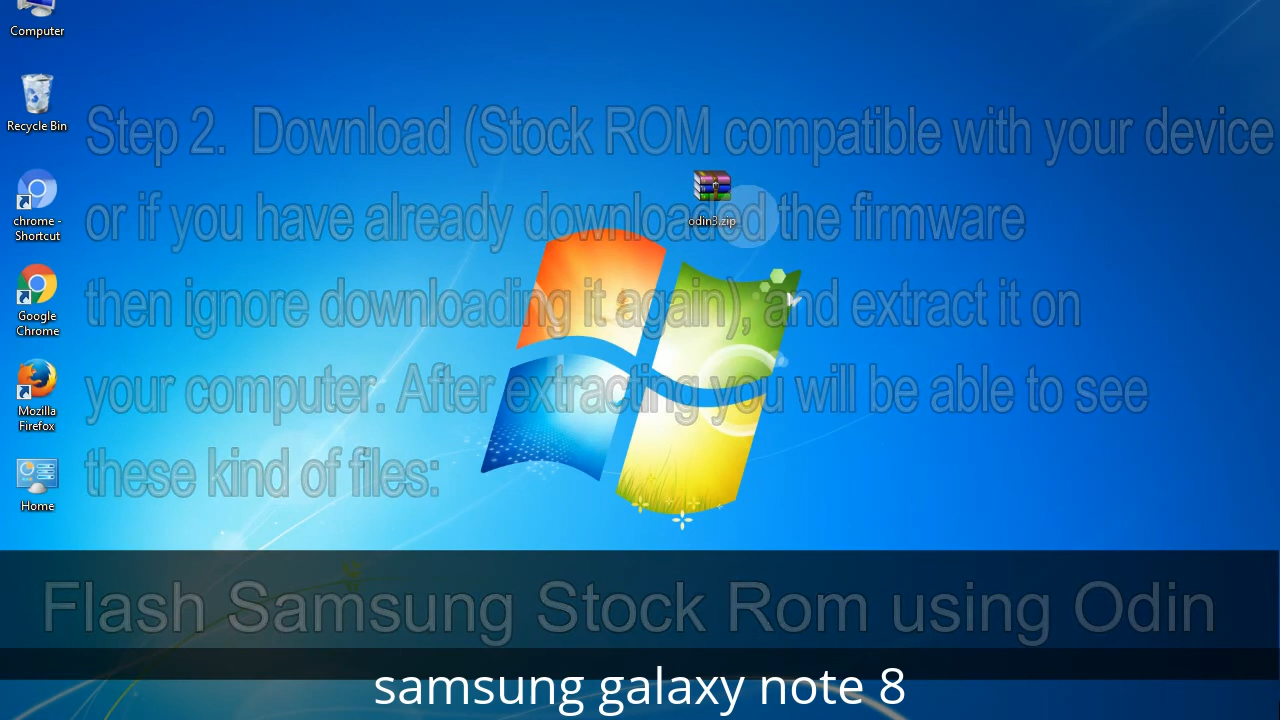 Computer
Recycle Bin
chrome -
Shortcut
Google
Chrome
Mozilla
Firefox
Home
odin3.zip
Step 2. Download (Stock ROM compatible with your device
or if you have already downloaded the firmware
then ignore downloading it again), and extract it on
your computer. After extracting you will be able to see
these kind of files:
Flash Samsung Stock Rom using Odin
samsung galaxy note 8